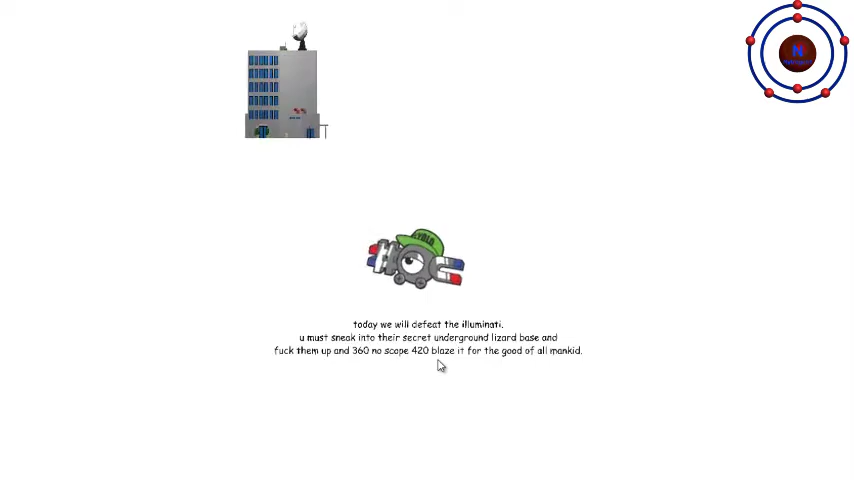 N
YOLO
today we will defeat the illuminati.
u must sneak into their secret underground lizard base and
fuck them up and 360 no scope 420 blaze it for the good of all mankid.